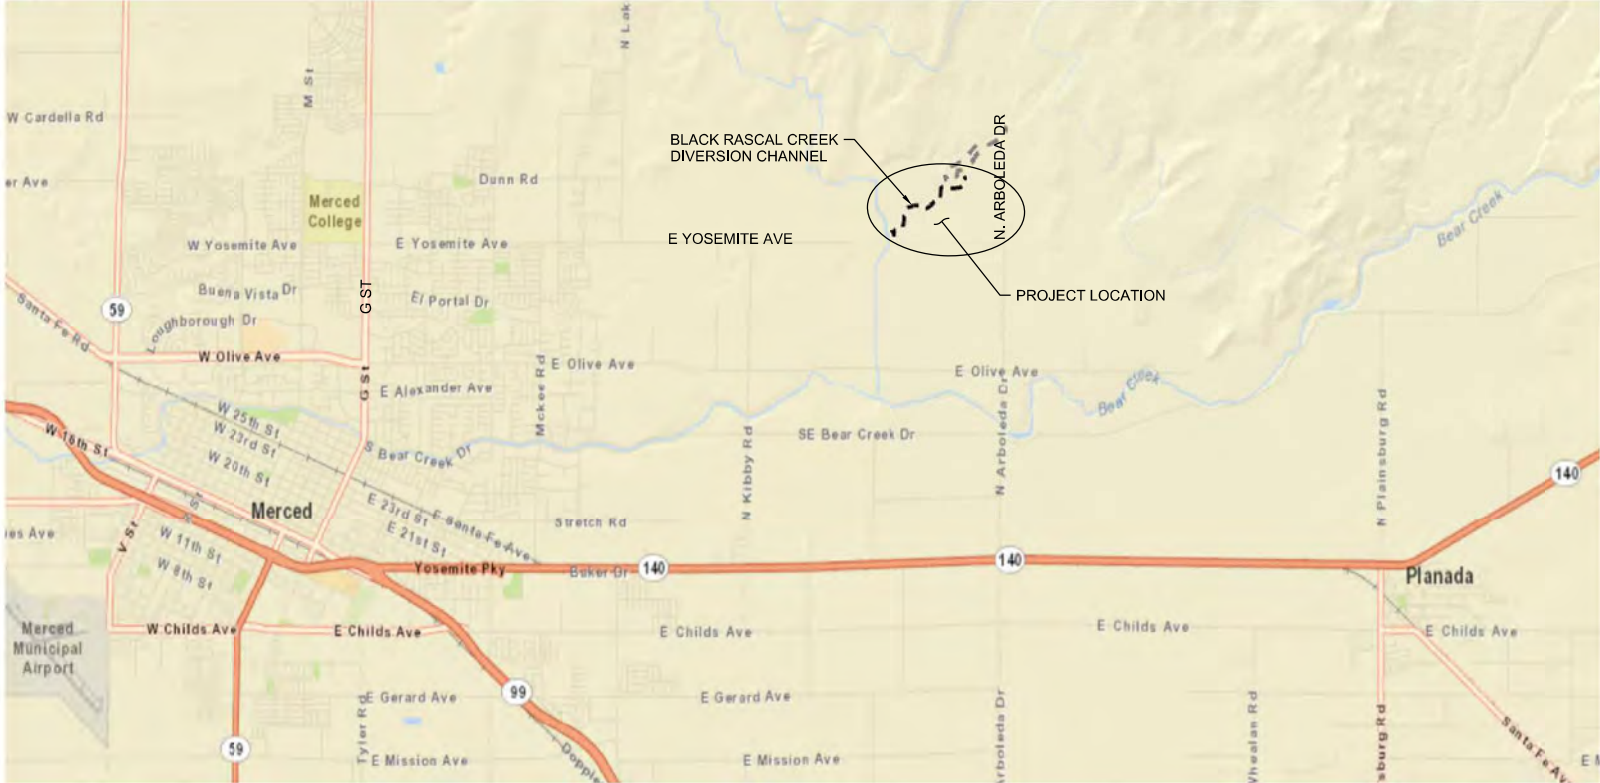 N Lak
M St
W Cardella Rd
N. ARBOLEDA DR
BLACK RASCAL CREEK
DIVERSION CHANNEL
er Ave
Dunn Rd
Merced
College
Bear Creek
W Yosemite Ave
E Yosemite Ave
E YOSEMITE AVE
Buena Vista Dr
El Portal Dr
G ST
PROJECT LOCATION
59
Santa Fe Rd
Loughborough Dr
W Olive Ave
E Olive Ave
E Olive Ave
G St
E Alexander Ave
Mckee Rd
N Arboleda Dr
Bear Creek
N Plainsburg Rd
W 25th St
W 23rd St
W 16th St
W 20th St
S Bear Creek Dr
SE Bear Creek Dr
N Kibby Rd
140
Merced
E 23rd St
E Santa Fe Ave
E 21st St
Stretch Rd
es Ave
V St
W 11th St
W 8th St
Yosemite Pky
Baker Dr
140
140
Planada
Merced
Municipal
Airport
W Childs Ave
E Childs Ave
E Childs Ave
E Childs Ave
E Childs Ave
99
Tyler Rd
E Gerard Ave
E Gerard Ave
Arboleda Dr
Whealan Rd
sburg Rd
Santa Fe Av
59
E Mission Ave
Dopple
E Mission Ave